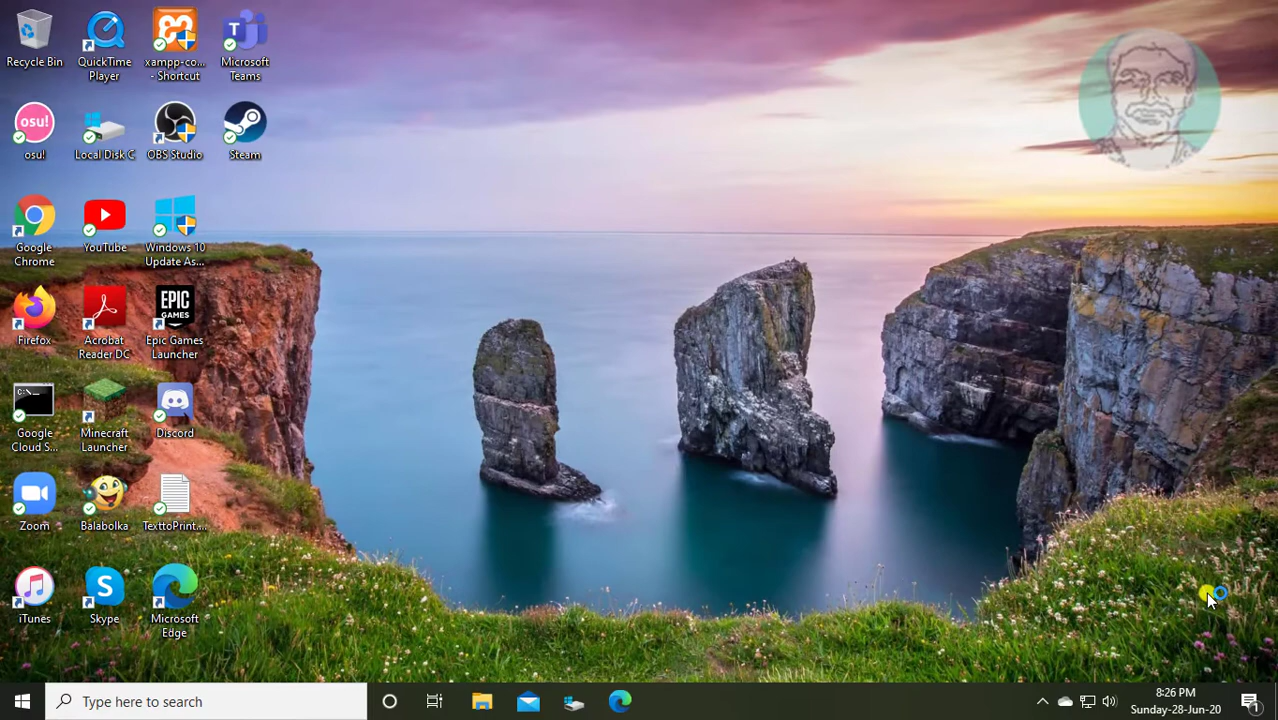 Recycle Bin
QuickTime
Player
xampp-co...
- Shortcut
Microsoft
Teams
osu!
osu!
Local Disk C
OBS Studio
Steam
Google
Chrome
YouTube
Windows 10
Update As...
Firefox
Acrobat
Reader DC
EPIC
GAMES
Epic Games
Launcher
C:\_
Google
Cloud S...
Minecraft
Launcher
Discord
Zoom
Balabolka
TexttoPrint....
iTunes
S
Skype
Microsoft
Edge
T
Type here to search
8:26 PM
Sunday-28-Jun-20
1